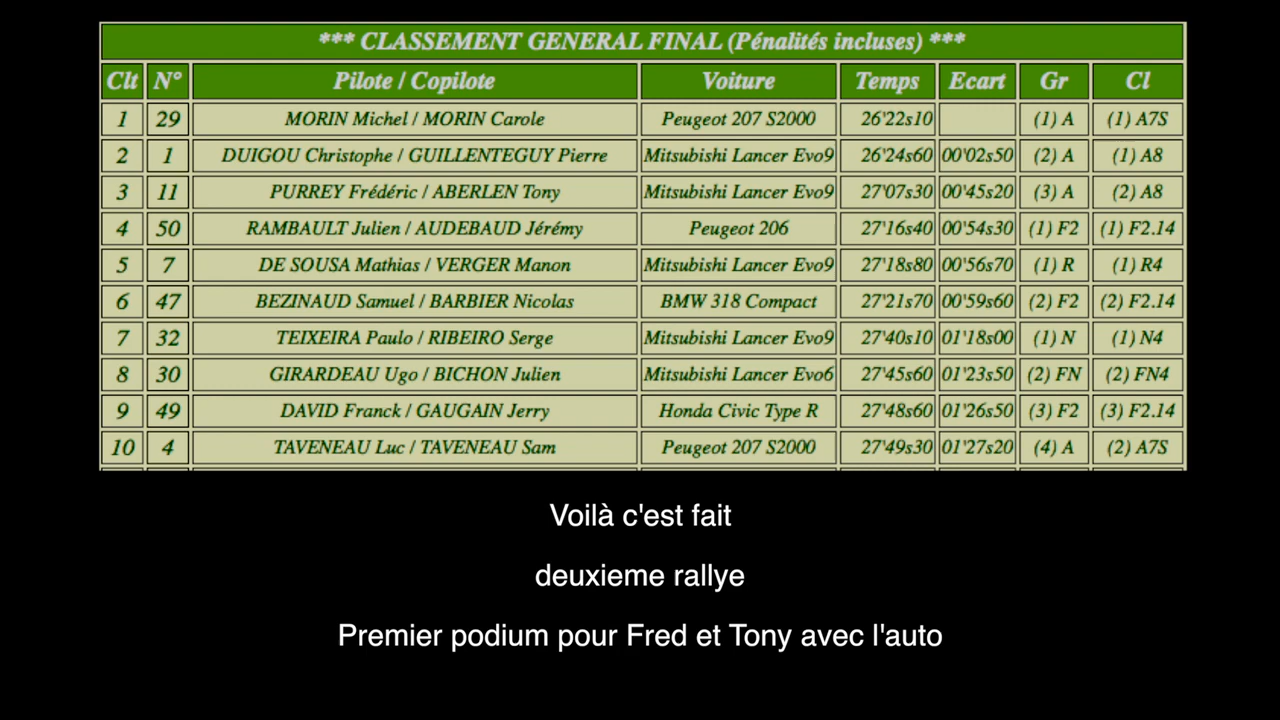 *** CLASSEMENT GENERAL FINAL (Pénalités incluses) ***
Clt N° Pilote / Copilote Voiture Temps Ecart Gr Cl
1 29 MORIN Michel / MORIN Carole Peugeot 207 S2000 26'22s10 (1) A (1) A7S
2 1 DUIGOU Christophe / GUILLENTEGUY Pierre Mitsubishi Lancer Evo9 26'24s60 00'02s50 (2) A (1) A8
3 11 PURREY Frédéric / ABERLEN Tony Mitsubishi Lancer Evo9 27'07s30 00'45s20 (3) A (2) A8
4 50 RAMBAULT Julien / AUDEBAUD Jérémy Peugeot 206 27'16s40 00'54s30 (1) F2 (1) F2.14
5 7 DE SOUSA Mathias / VERGER Manon Mitsubishi Lancer Evo9 27'18s80 00'56s70 (1) R (1) R4
6 47 BEZINAUD Samuel / BARBIER Nicolas BMW 318 Compact 27'21s70 00'59s60 (2) F2 (2) F2.14
7 32 TEIXEIRA Paulo / RIBEIRO Serge Mitsubishi Lancer Evo9 27'40s10 01'18s00 (1) N (1) N4
8 30 GIRARDEAU Ugo / BICHON Julien Mitsubishi Lancer Evo6 27'45s60 01'23s50 (2) FN (2) FN4
9 49 DAVID Franck / GAUGAIN Jerry Honda Civic Type R 27'48s60 01'26s50 (3) F2 (3) F2.14
10 4 TAVENEAU Luc / TAVENEAU Sam Peugeot 207 S2000 27'49s30 01'27s20 (4) A (2) A7S
Voilà c'est fait
deuxieme rallye
Premier podium pour Fred et Tony avec l'auto